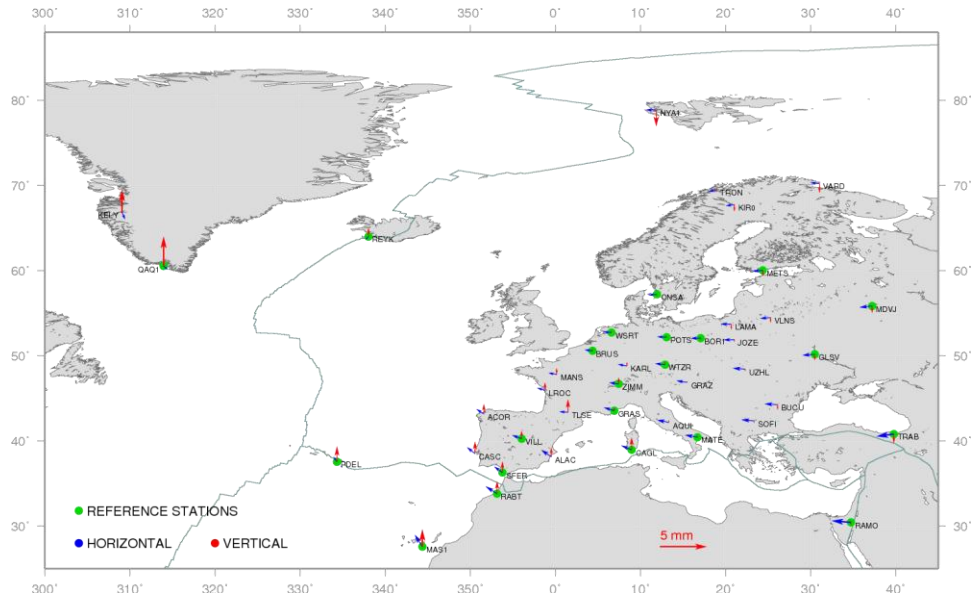 300˚ 310˚ 320˚ 330˚ 340˚ 350˚ 0˚ 10˚ 20˚ 30˚ 40˚
80˚ 80˚
NYA1
70˚ 70˚
TRON VARD
KIR0
KELY
REYK
QAQ1
60˚ 60˚
METS
ONSA
MDVJ
VLNS
LAMA
WSRT POTS BOR1 JOZE
50˚ BRUS GLSV 50˚
KARL WTZR UZHL
MANS
ZIMM GRAZ
LROC
BUCU
ACOR TLSE GRAS
AQUI SOFI
40˚ VILL MATE TRAB 40˚
CASC ALAC CAGL
PDEL
SFER
RABT
REFERENCE STATIONS
30˚ RAMO 30˚
HORIZONTAL VERTICAL 5 mm
MAS1
300˚ 310˚ 320˚ 330˚ 340˚ 350˚ 0˚ 10˚ 20˚ 30˚ 40˚